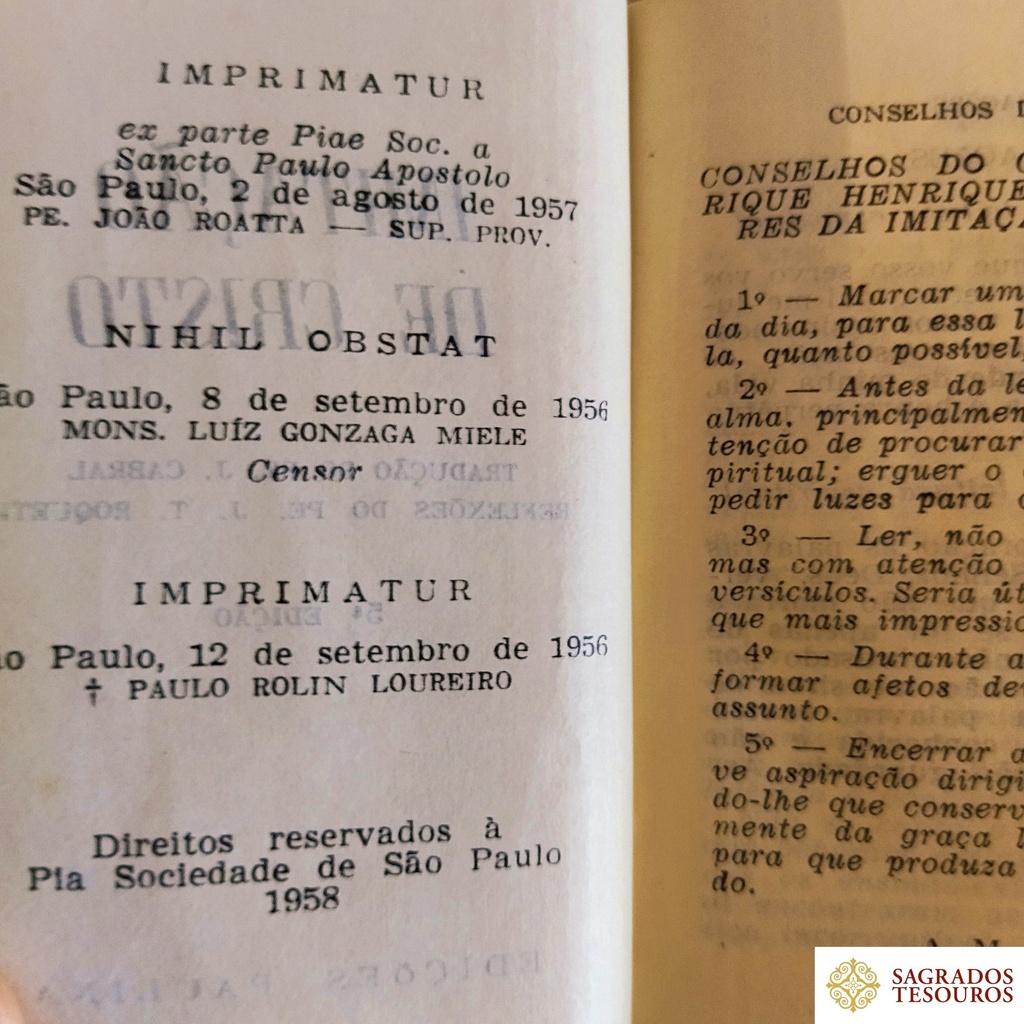 IMPRIMATUR
ex parte Piae Soc. a
Sancto Paulo Apostolo
São Paulo, 2 de agosto de 1957
PE. JOÃO ROATTA — SUP. PROV.
NIHIL OBSTAT
ão Paulo, 8 de setembro de 1956
MONS. LUÍZ GONZAGA MIELE
Censor
IMPRIMATUR
o Paulo, 12 de setembro de 1956
† PAULO ROLIN LOUREIRO
Direitos reservados à
Pia Sociedade de São Paulo
1958
CONSELHOS D
CONSELHOS DO C
RIQUE HENRIQUE
RES DA IMITAÇÃ
1º — Marcar um
da dia, para essa l
la, quanto possível,
2º — Antes da le
alma, principalmen
tenção de procurar
piritual; erguer o
pedir luzes para o
3º — Ler, não
mas com atenção
versículos. Seria út
que mais impressio
4º — Durante a
formar afetos de
assunto.
5º — Encerrar a
ve aspiração dirigi
do-lhe que conserv
mente da graça
para que produza
do.
SAGRADOS
TESOUROS